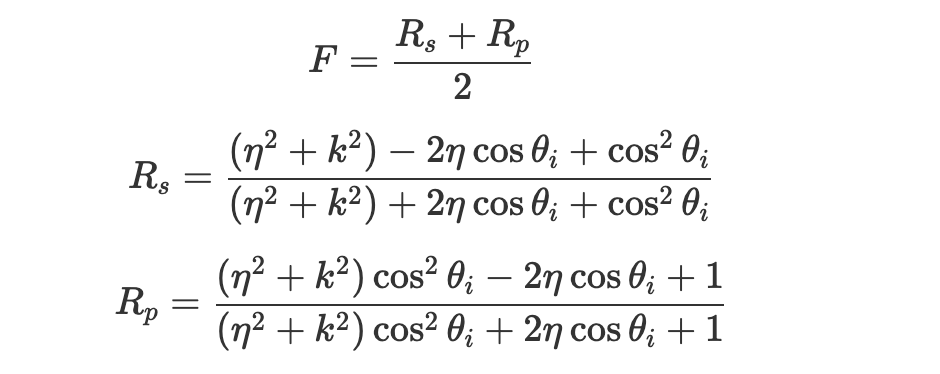 F = \frac{R_s + R_p}{2}
R_s = \frac{(\eta^2 + k^2) - 2\eta \cos\theta_i + \cos^2\theta_i}{(\eta^2 + k^2) + 2\eta \cos\theta_i + \cos^2\theta_i}
R_p = \frac{(\eta^2 + k^2) \cos^2\theta_i - 2\eta \cos\theta_i + 1}{(\eta^2 + k^2) \cos^2\theta_i + 2\eta \cos\theta_i + 1}